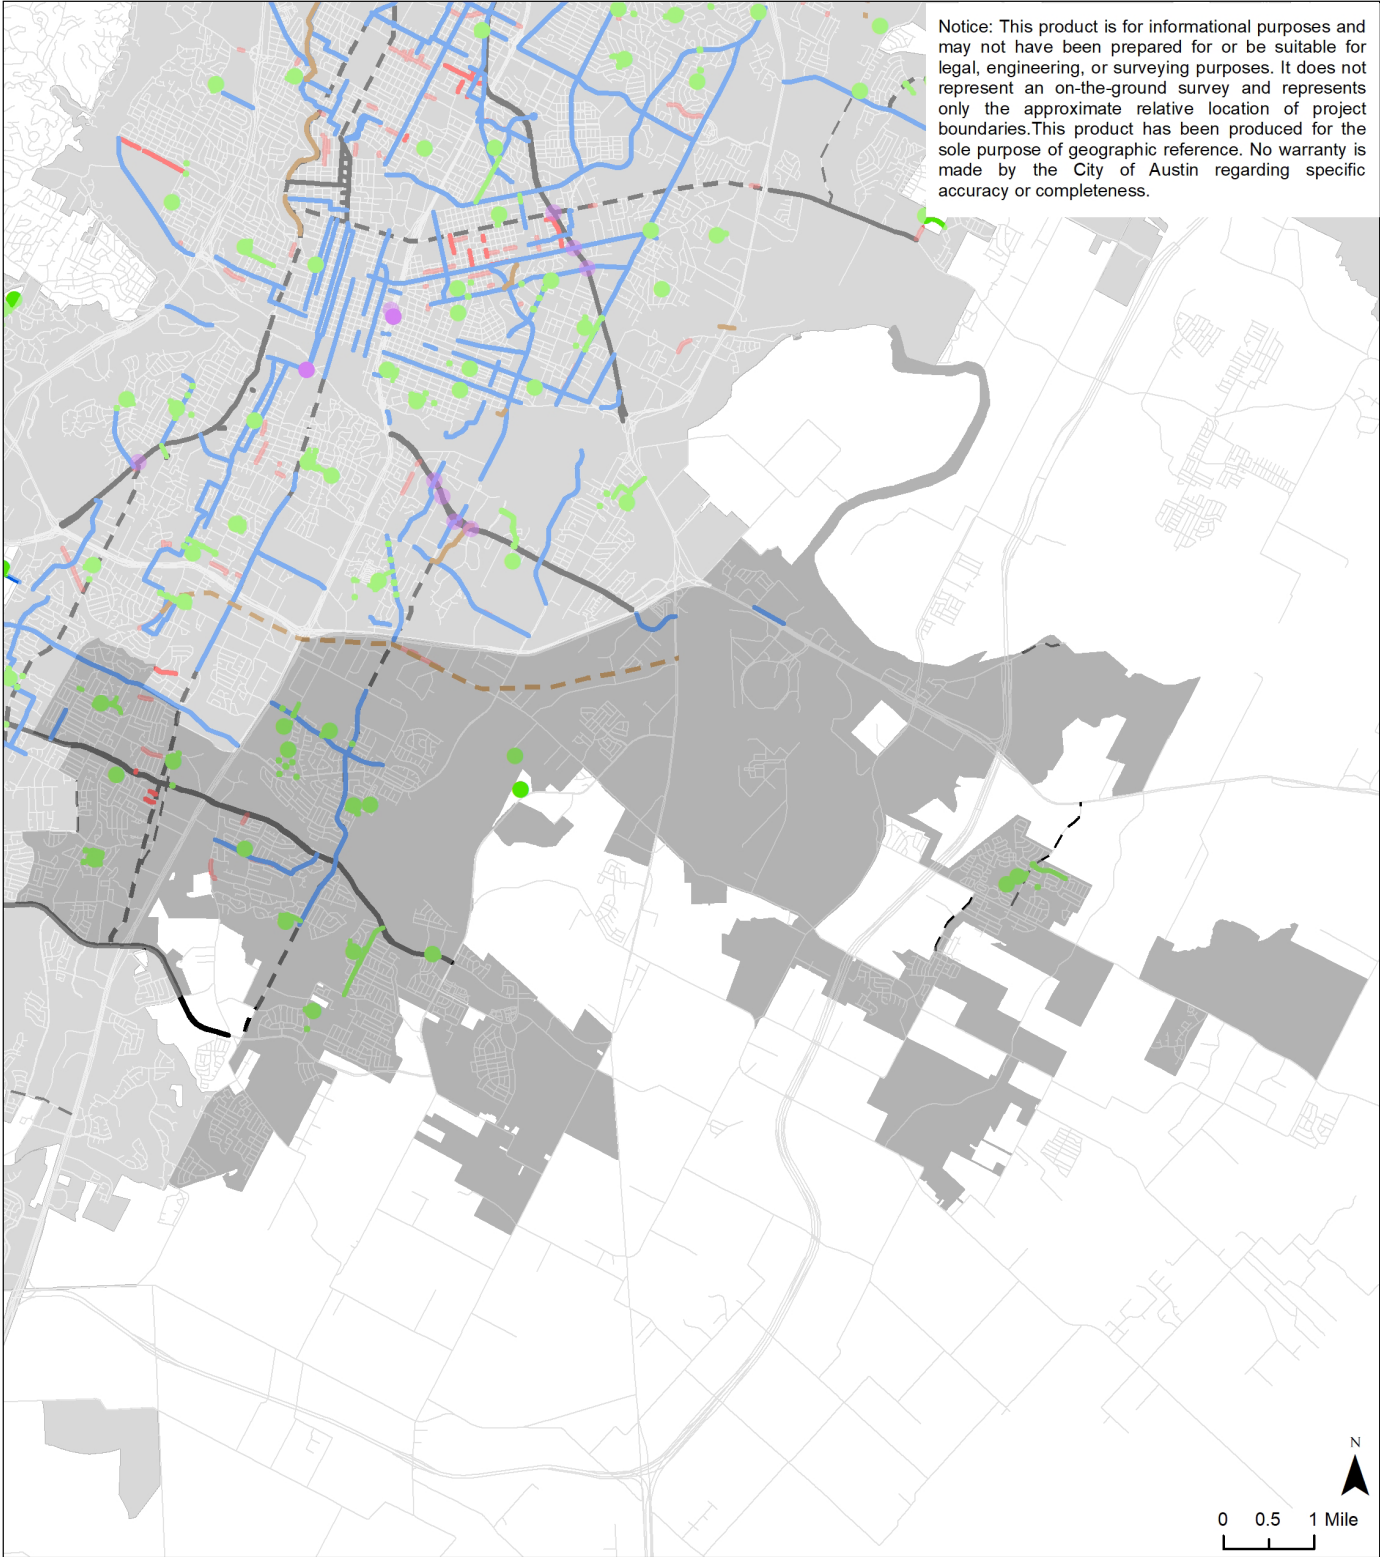 Notice: This product is for informational purposes and
may not have been prepared for or be suitable for
legal, engineering, or surveying purposes. It does not
represent an on-the-ground survey and represents
only the approximate relative location of project
boundaries.This product has been produced for the
sole purpose of geographic reference. No warranty is
made by the City of Austin regarding specific
accuracy or completeness.
N
0 0.5 1 Mile